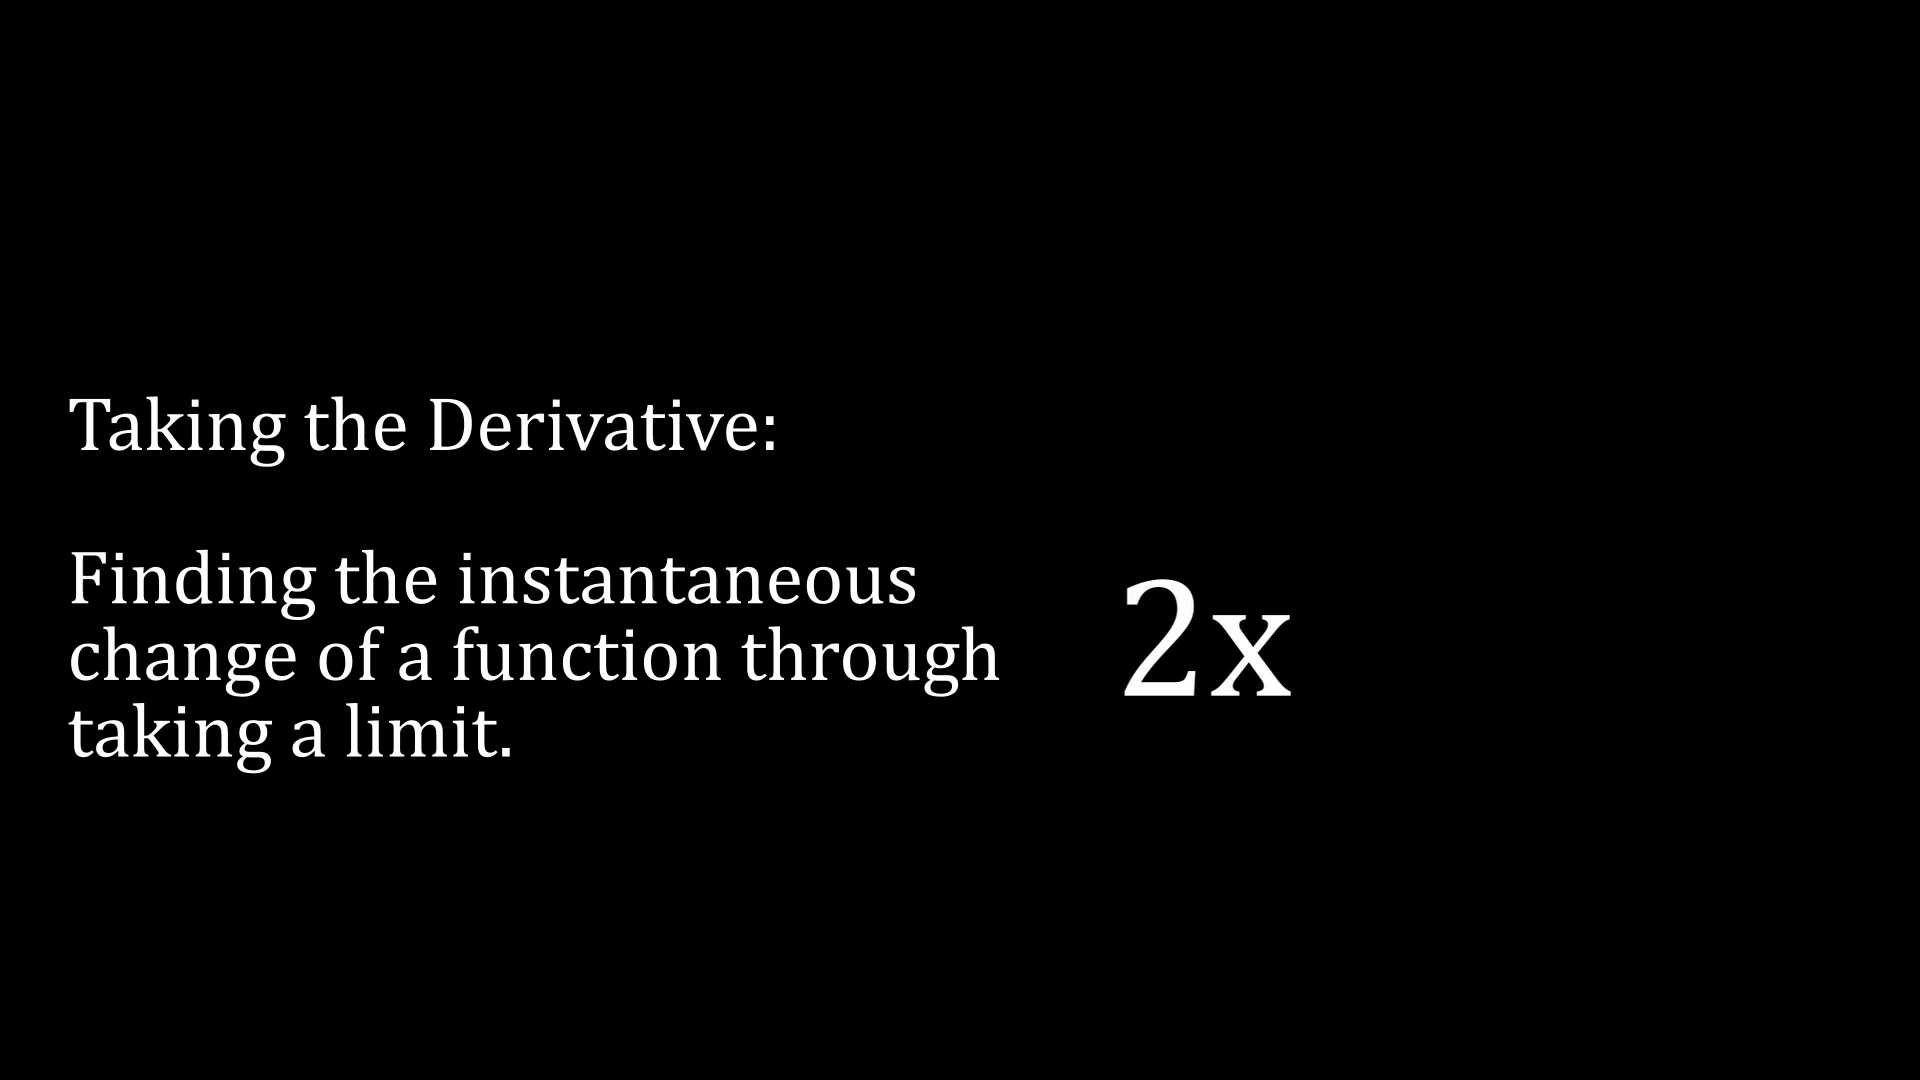 Taking the Derivative:
Finding the instantaneous
change of a function through
taking a limit.
2x